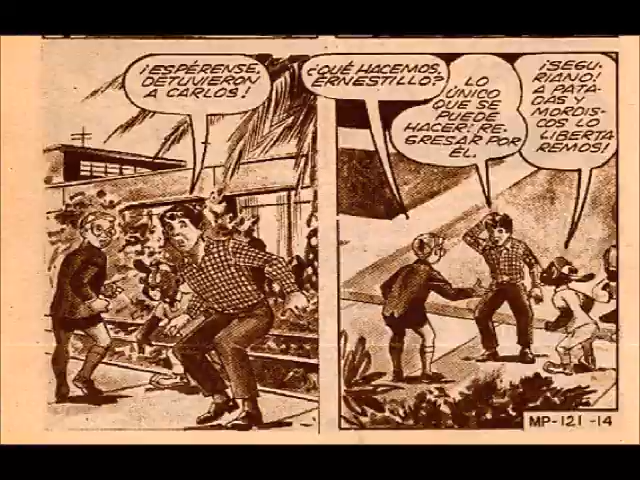 ¡ESPÉRENSE,
DETUVIERON
A CARLOS!
¿QUÉ HACEMOS,
ERNESTILLO?
LO
ÚNICO
QUE SE
PUEDE
HACER: RE-
GRESAR POR
ÉL.
¡SEGU-
RIANO!
A PATA-
DAS Y
MORDIS-
COS LO
LIBERTA-
REMOS!
MP-121-14